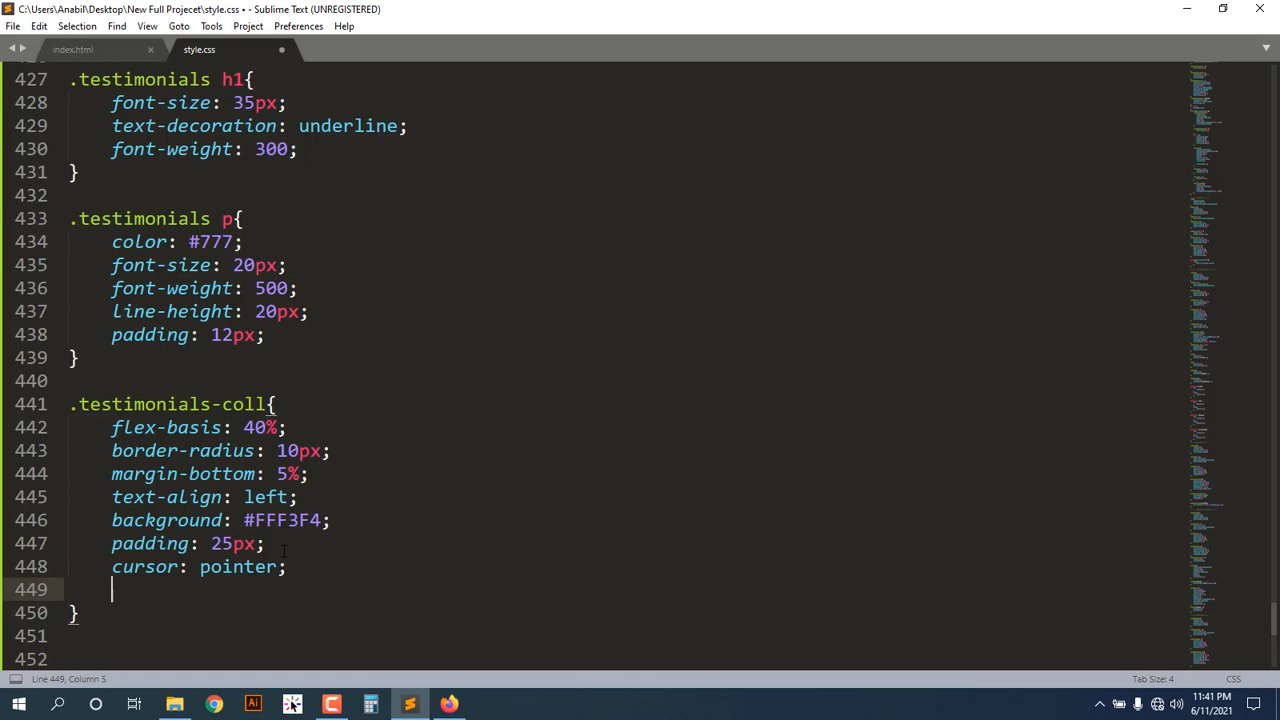 C:\Users\Anabil\Desktop\New Full Projecet\style.css • - Sublime Text (UNREGISTERED)
File Edit Selection Find View Goto Tools Project Preferences Help
index.html style.css
427 .testimonials h1{
428 font-size: 35px;
429 text-decoration: underline;
430 font-weight: 300;
431 }
432
433 .testimonials p{
434 color: #777;
435 font-size: 20px;
436 font-weight: 500;
437 line-height: 20px;
438 padding: 12px;
439 }
440
441 .testimonials-coll{
442 flex-basis: 40%;
443 border-radius: 10px;
444 margin-bottom: 5%;
445 text-align: left;
446 background: #FFF3F4;
447 padding: 25px;
448 cursor: pointer;
449
450 }
451
452
Line 449, Column 5 Tab Size: 4 CSS
Ai
11:41 PM
6/11/2021